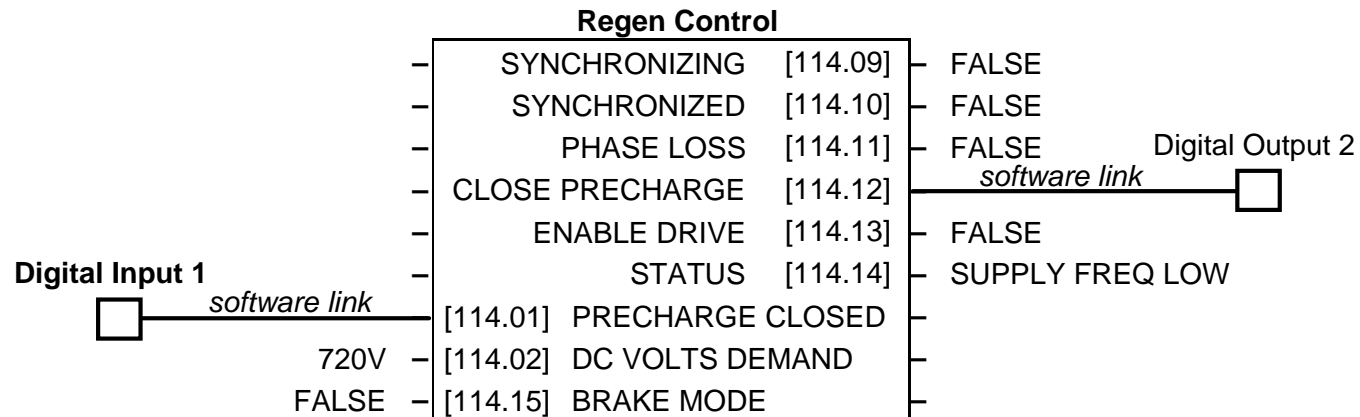 Regen Control
SYNCHRONIZING [114.09] FALSE
SYNCHRONIZED [114.10] FALSE
PHASE LOSS [114.11] FALSE Digital Output 2
CLOSE PRECHARGE [114.12] software link
ENABLE DRIVE [114.13] FALSE
Digital Input 1 STATUS [114.14] SUPPLY FREQ LOW
software link [114.01] PRECHARGE CLOSED
720V [114.02] DC VOLTS DEMAND
FALSE [114.15] BRAKE MODE